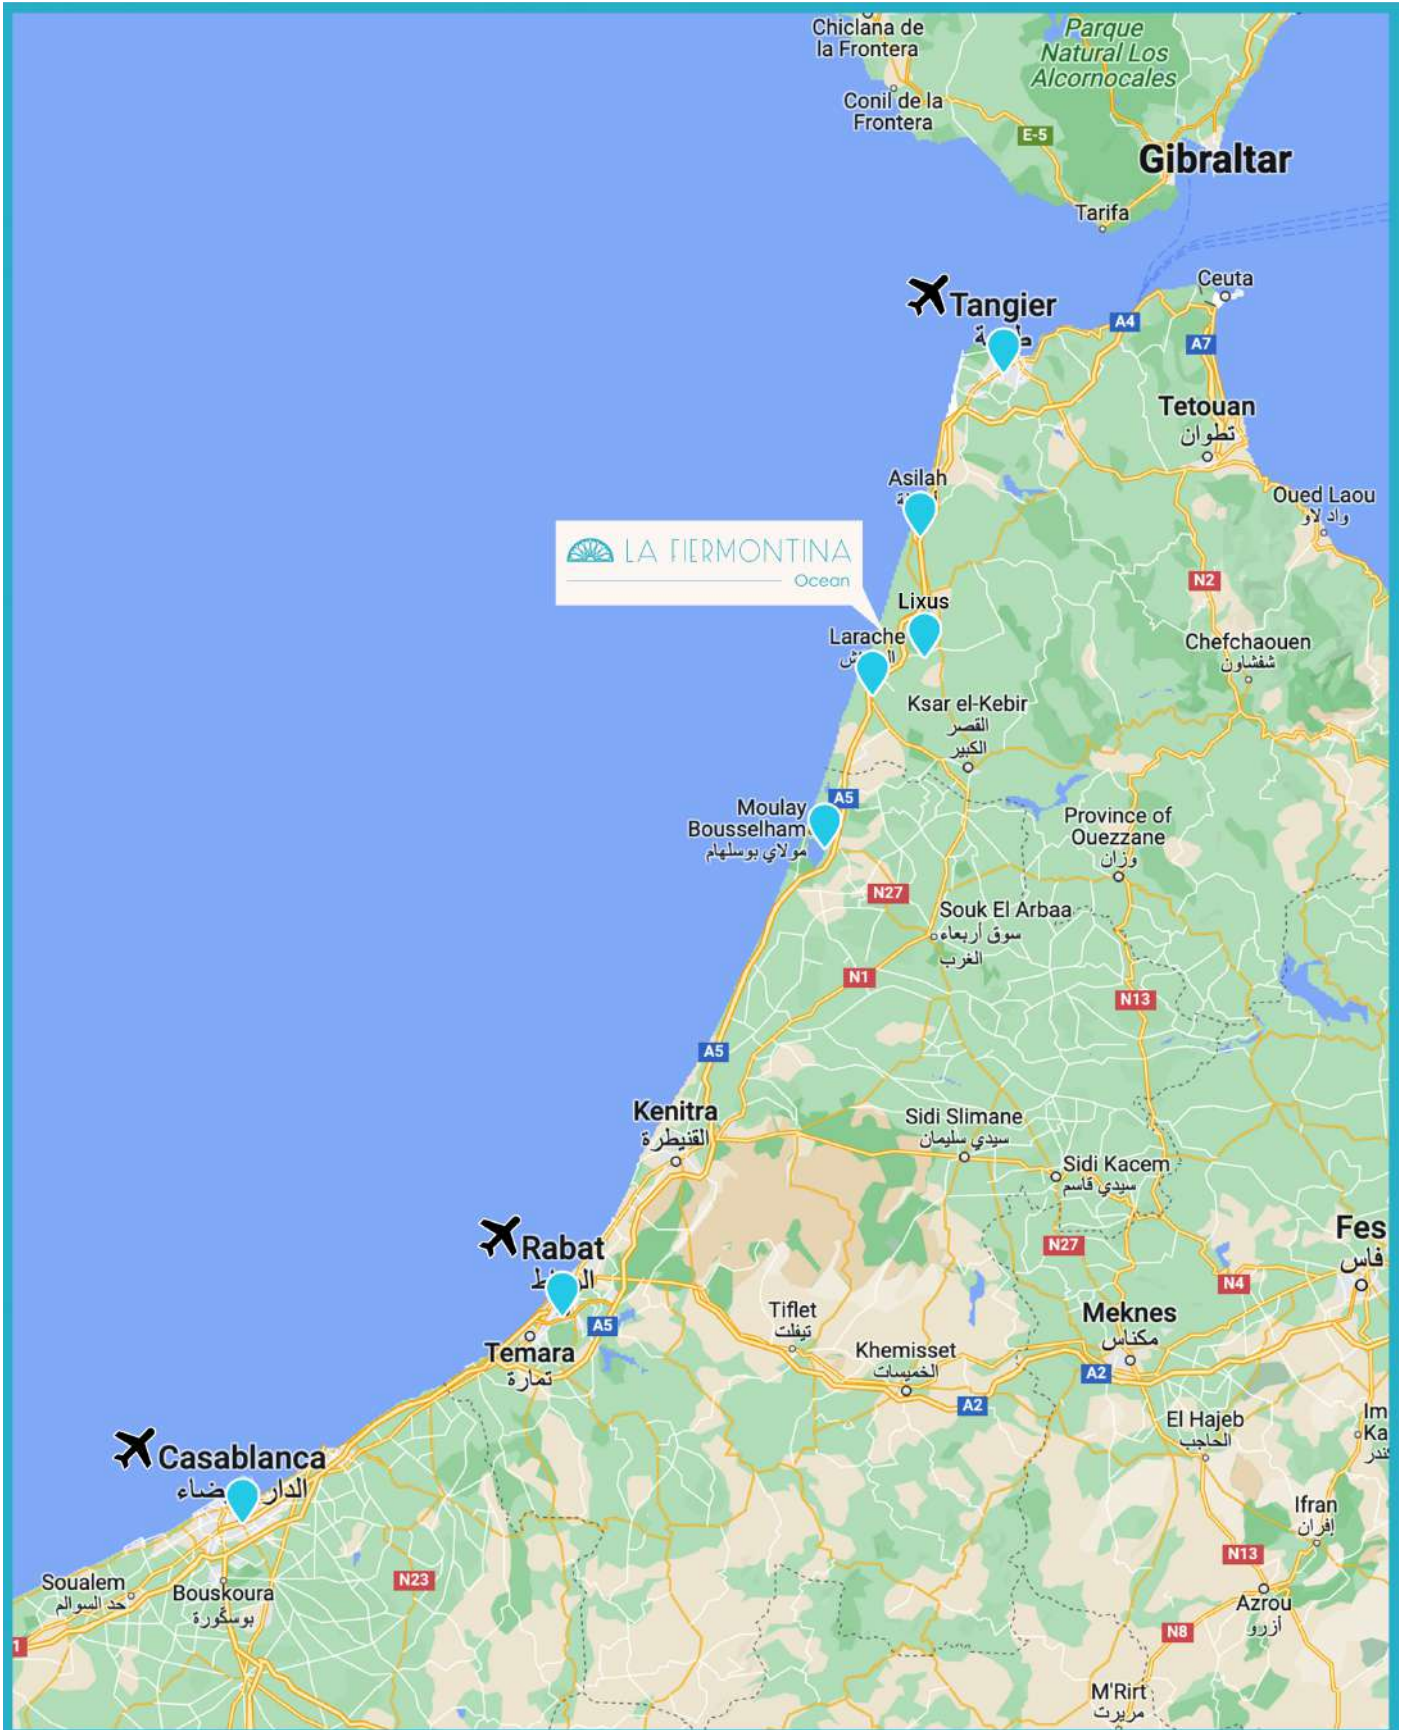 Chiclana de
la Frontera
Parque
Natural Los
Alcornocales
Conil de la
Frontera
E-5
Gibraltar
Tarifa
Ceuta
Tangier
A4
A7
Tetouan
تطوان
Asilah
Oued Laou
واد لاو
LA FIERMONTINA
Ocean
N2
Lixus
Larache
Chefchaouen
شفشاون
Ksar el-Kebir
القصر
الكبير
A5
Moulay
Bousselham
مولاي بوسلهام
Province of
Ouezzane
وزان
N27
Souk El Arbaa
سوق أربعاء
الغرب
N1
N13
A5
Kenitra
القنيطرة
Sidi Slimane
سيدي سليمان
Sidi Kacem
سيدي قاسم
Rabat
N27
Fes
فاس
N4
A5
Tiflet
تيفلت
Meknes
مكناس
Temara
تمارة
Khemisset
الخميسات
A2
A2
El Hajeb
الحاجب
Im
Ka
Casablanca
الدار
Ifran
إفران
N13
Soualem
حد السوالم
Bouskoura
بوسكورة
N23
Azrou
أزرو
N8
1
M'Rirt
مريرت